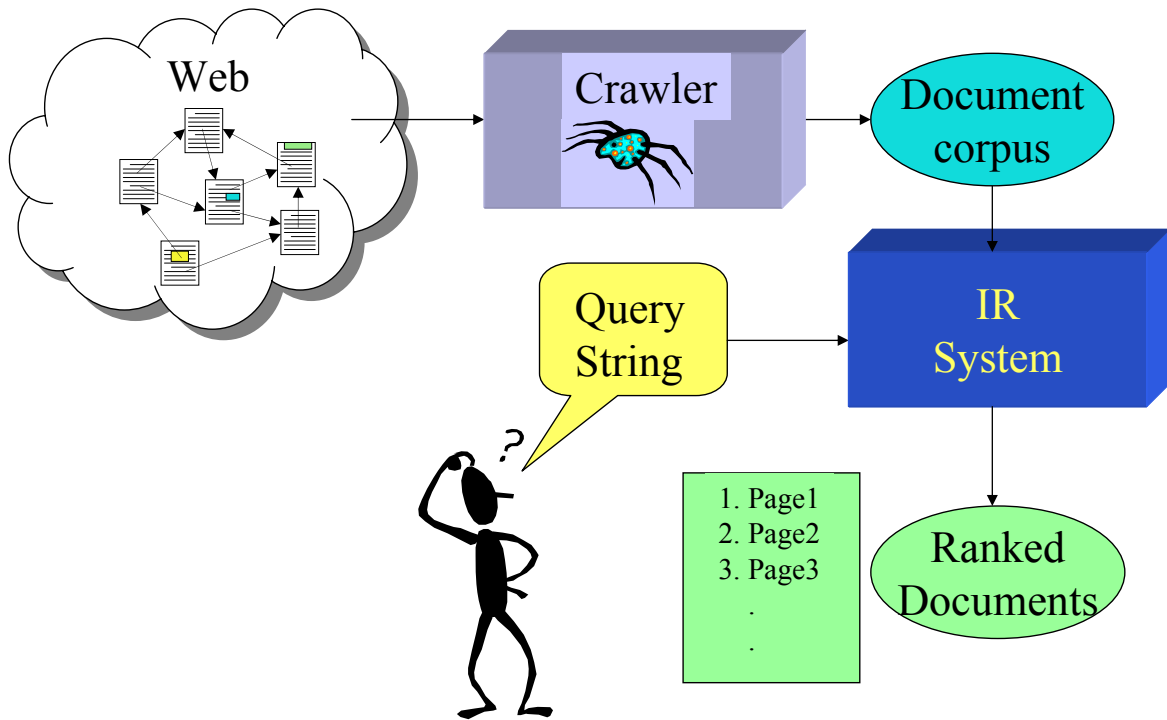 Web
Crawler
Document
corpus
Query
String
IR
System
?
1. Page1
2. Page2
3. Page3
.
.
Ranked
Documents